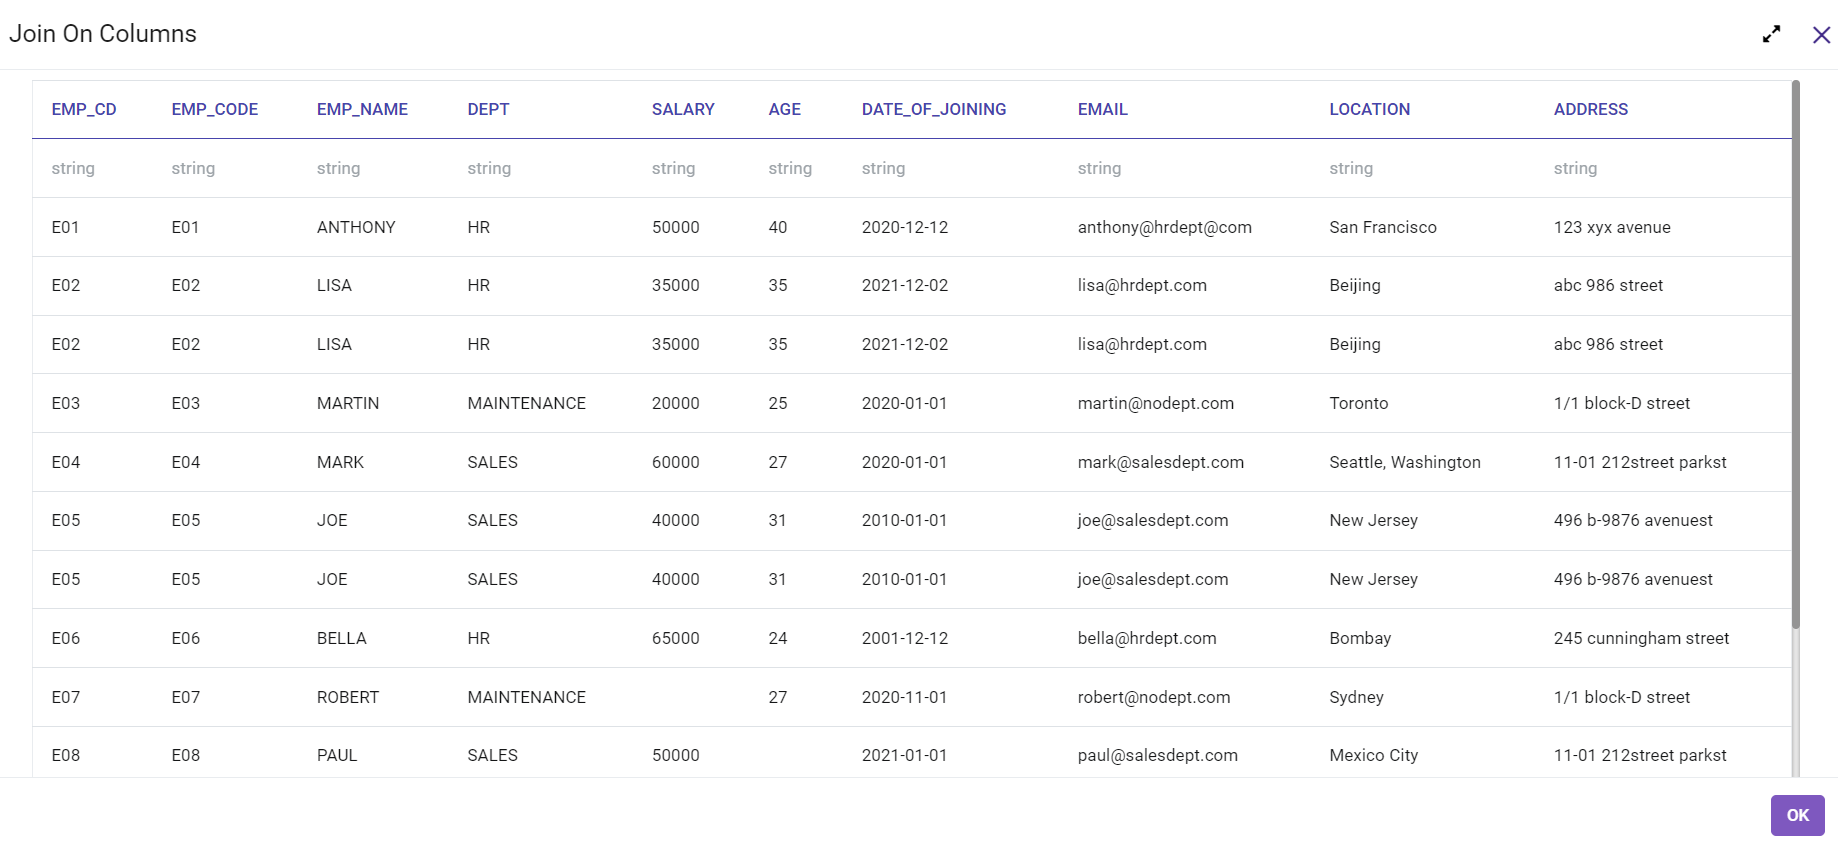 Join On Columns
EMP_CD EMP_CODE EMP_NAME DEPT SALARY AGE DATE_OF_JOINING EMAIL LOCATION ADDRESS
string string string string string string string string string string
E01 E01 ANTHONY HR 50000 40 2020-12-12 anthony@hrdept@com San Francisco 123 xyx avenue
E02 E02 LISA HR 35000 35 2021-12-02 lisa@hrdept.com Beijing abc 986 street
E02 E02 LISA HR 35000 35 2021-12-02 lisa@hrdept.com Beijing abc 986 street
E03 E03 MARTIN MAINTENANCE 20000 25 2020-01-01 martin@nodept.com Toronto 1/1 block-D street
E04 E04 MARK SALES 60000 27 2020-01-01 mark@salesdept.com Seattle, Washington 11-01 212street parkst
E05 E05 JOE SALES 40000 31 2010-01-01 joe@salesdept.com New Jersey 496 b-9876 avenuest
E05 E05 JOE SALES 40000 31 2010-01-01 joe@salesdept.com New Jersey 496 b-9876 avenuest
E06 E06 BELLA HR 65000 24 2001-12-12 bella@hrdept.com Bombay 245 cunningham street
E07 E07 ROBERT MAINTENANCE 27 2020-11-01 robert@nodept.com Sydney 1/1 block-D street
E08 E08 PAUL SALES 50000 2021-01-01 paul@salesdept.com Mexico City 11-01 212street parkst
OK